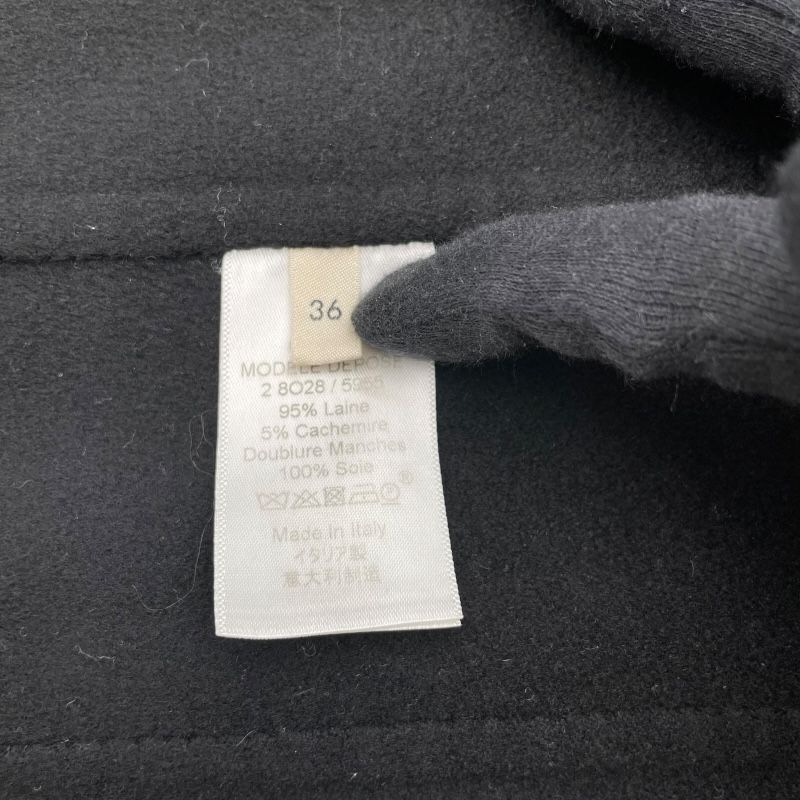 36
MODELE DEPOSE
2 8O28 / 5955
95% Laine
5% Cachemire
Doublure Manches
100% Soie
Made in Italy
イタリア製
意大利制造